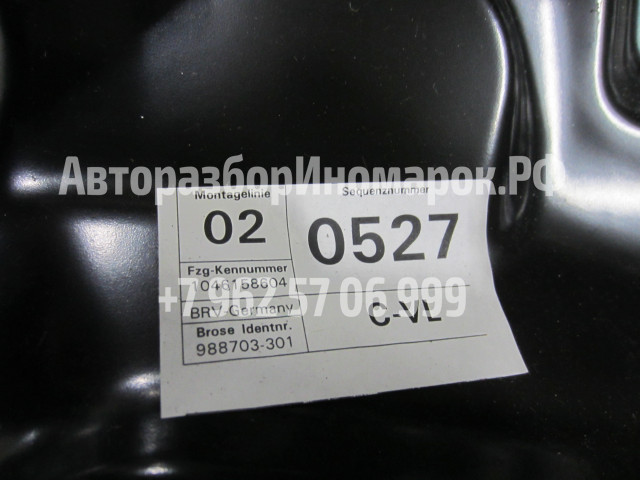 АвторазборИномарок.РФ
Montagelinie
02
Sequenznummer
0527
Fzg-Kennummer
1046158604
+7 962 57 06 999
BRV-Germany
C-VL
Brose Identnr.
988703-301